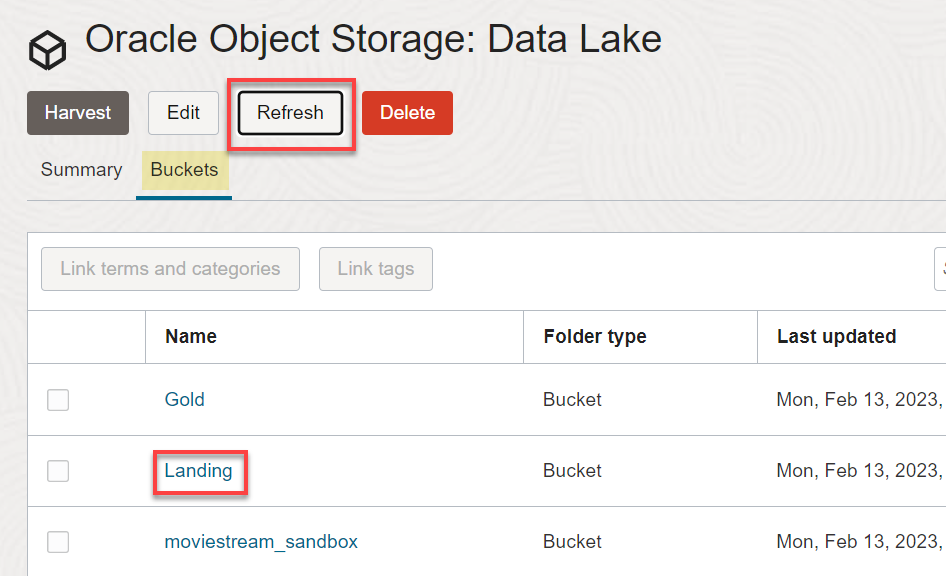 Oracle Object Storage: Data Lake
Harvest Edit Refresh Delete
Summary Buckets
Link terms and categories Link tags
Name Folder type Last updated
Gold Bucket Mon, Feb 13, 2023,
Landing Bucket Mon, Feb 13, 2023,
moviestream_sandbox Bucket Mon, Feb 13, 2023,